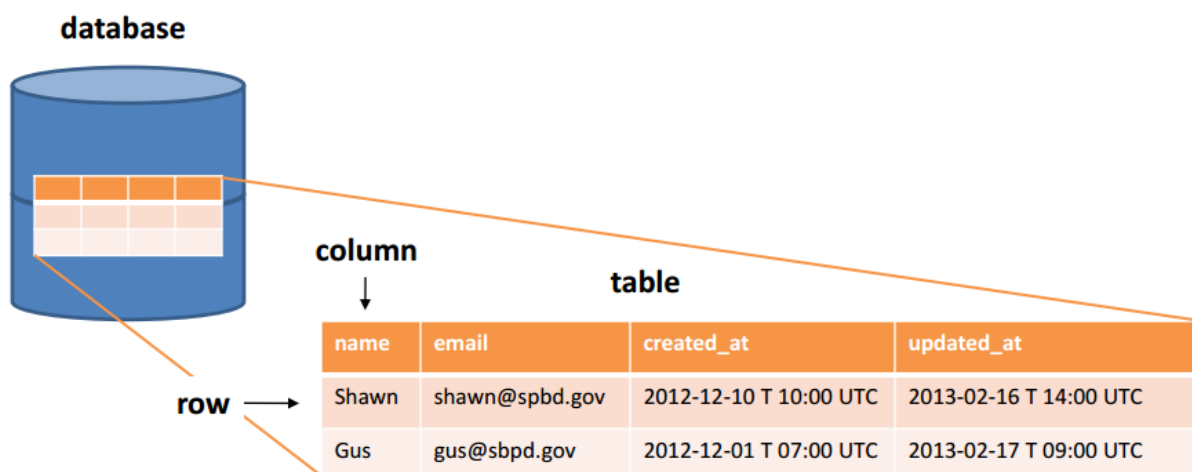 database
column
table
name email created_at updated_at
row
Shawn shawn@spbd.gov 2012-12-10 T 10:00 UTC 2013-02-16 T 14:00 UTC
Gus gus@sbpd.gov 2012-12-01 T 07:00 UTC 2013-02-17 T 09:00 UTC